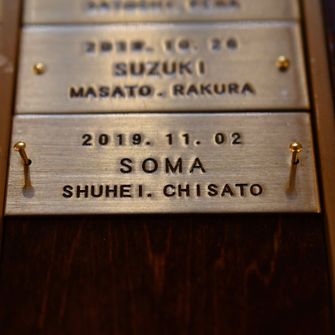 2019.10.26
SUZUKI
MASATO. RAKURA
2019.11.02
SOMA
SHUHEI. CHISATO